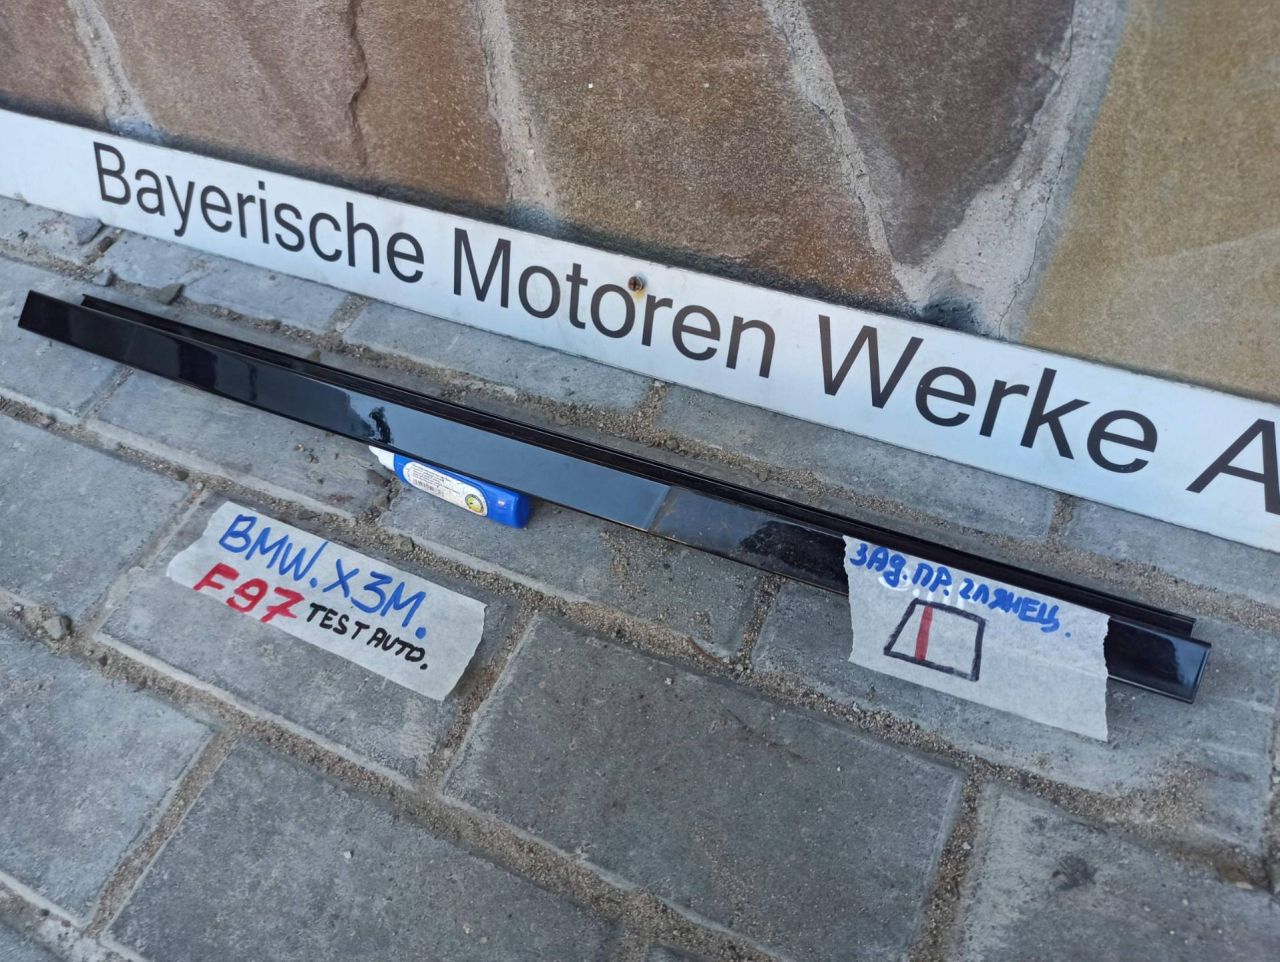 Bayerische Motoren Werke A
BMW. X3M.
F97 TEST AUTO.
ЗАД. ПР. ГЛЯНЕЦ.